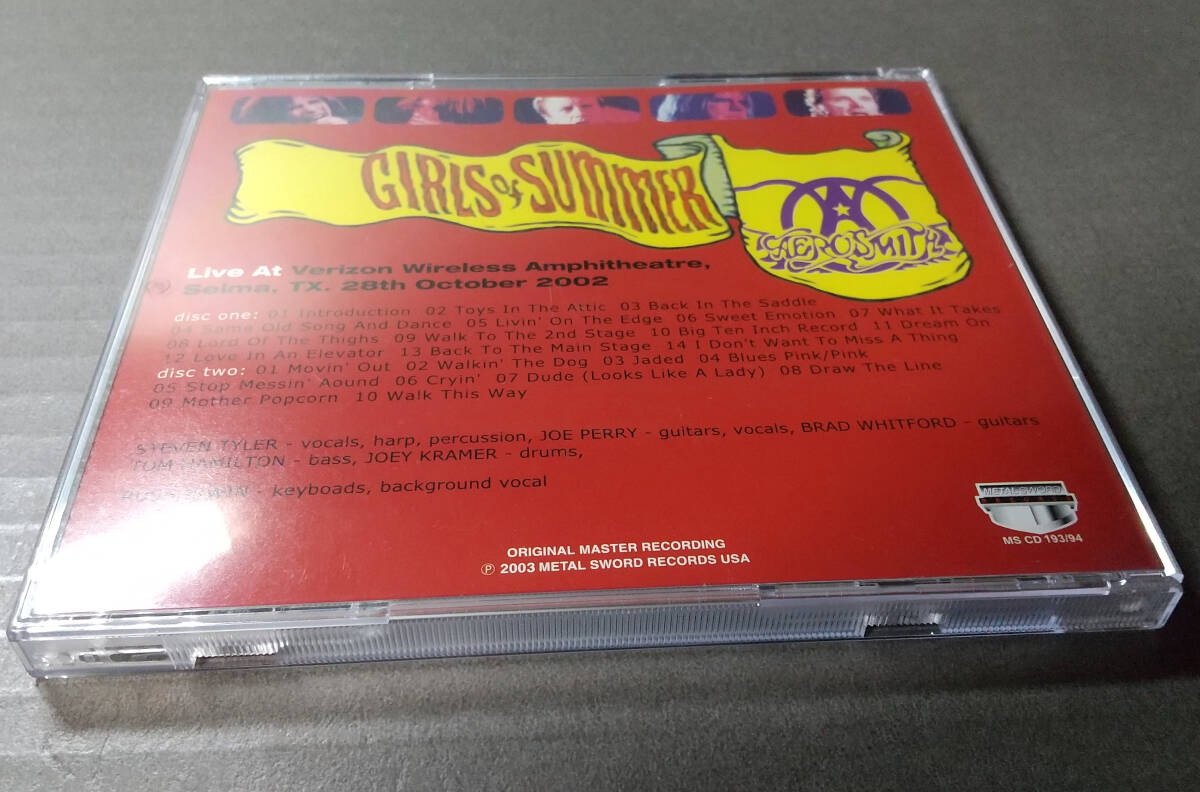 GIRLS of SUMMER
AEROSMITH
Live At Verizon Wireless Amphitheatre,
Selma, TX. 28th October 2002
disc one: 01 Introduction 02 Toys In The Attic 03 Back In The Saddle
04 Same Old Song And Dance 05 Livin' On The Edge 06 Sweet Emotion 07 What It Takes
08 Lord Of The Thighs 09 Walk To The 2nd Stage 10 Big Ten Inch Record 11 Dream On
12 Love In An Elevator 13 Back To The Main Stage 14 I Don't Want To Miss A Thing
disc two: 01 Movin' Out 02 Walkin' The Dog 03 Jaded 04 Blues Pink/Pink
05 Stop Messin' Aound 06 Cryin' 07 Dude (Looks Like A Lady) 08 Draw The Line
09 Mother Popcorn 10 Walk This Way
STEVEN TYLER - vocals, harp, percussion, JOE PERRY - guitars, vocals, BRAD WHITFORD - guitars
TOM HAMILTON - bass, JOEY KRAMER - drums,
RUSS IRWIN - keyboads, background vocal
METAL SWORD
MS CD 193/94
ORIGINAL MASTER RECORDING
℗ 2003 METAL SWORD RECORDS USA